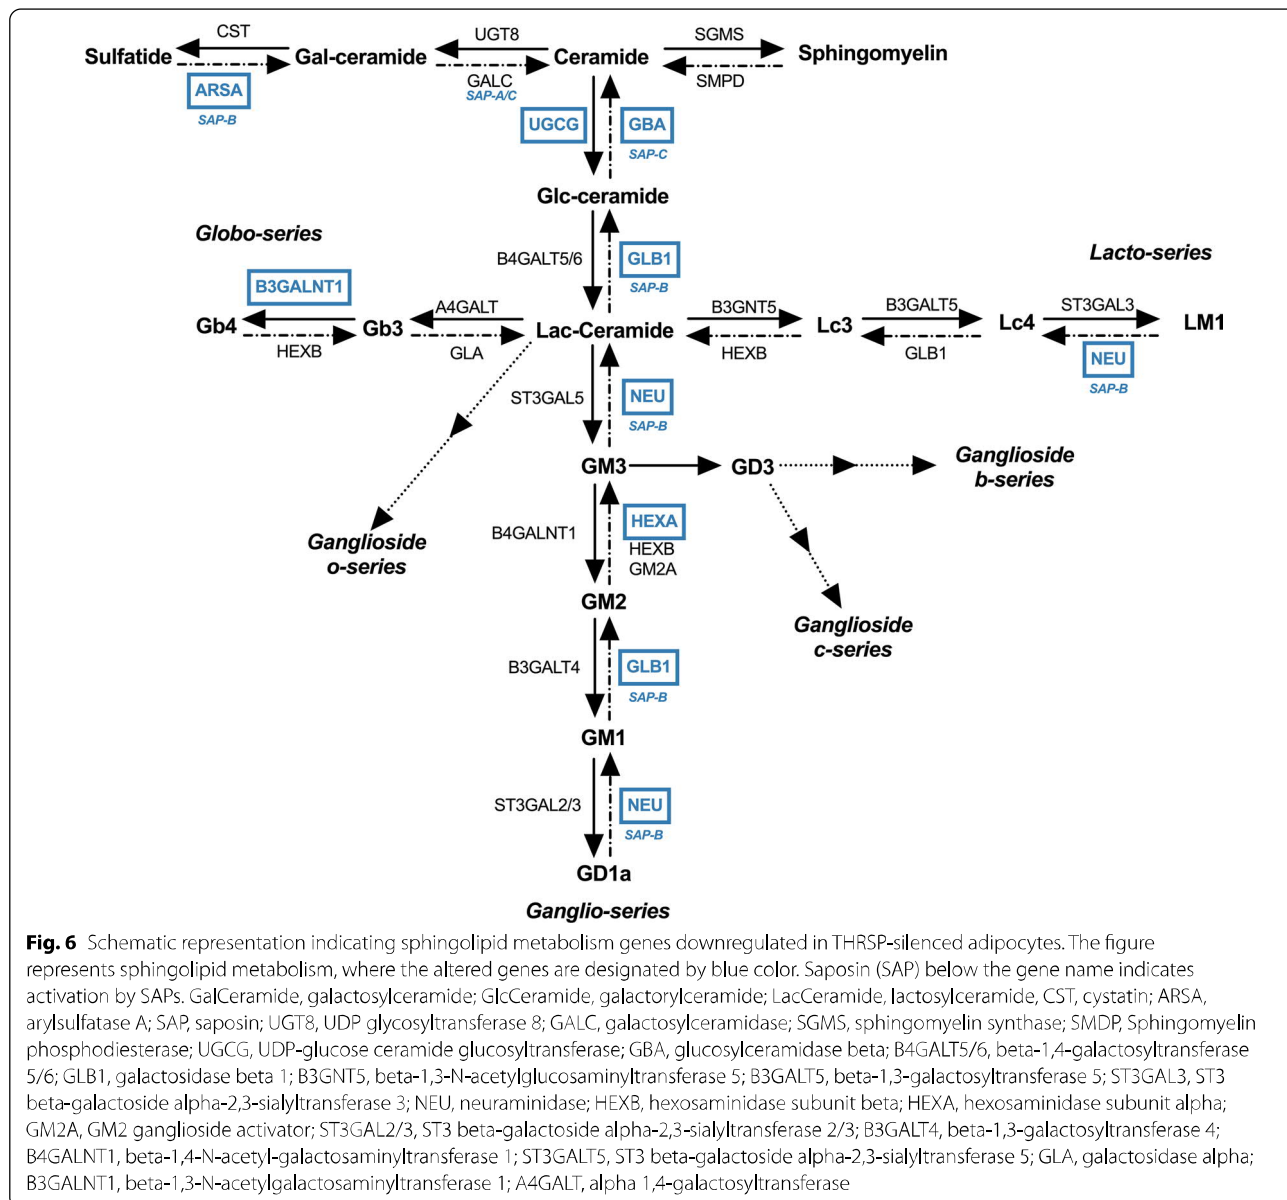 CST UGT8 SGMS
Sulfatide Gal-ceramide Ceramide Sphingomyelin
ARSA GALC SMPD
SAP-B SAP-A/C
UGCG GBA
SAP-C
Glc-ceramide
Globo-series
B4GALT5/6 GLB1 Lacto-series
B3GALNT1 SAP-B
A4GALT B3GNT5 B3GALT5 ST3GAL3
Gb4 Gb3 Lac-Ceramide Lc3 Lc4 LM1
HEXB GLA HEXB GLB1 NEU
SAP-B
ST3GAL5 NEU
SAP-B
GM3 GD3 Ganglioside
b-series
B4GALNT1 HEXA
HEXB
GM2A
Ganglioside
o-series
GM2
Ganglioside
c-series
B3GALT4 GLB1
SAP-B
GM1
ST3GAL2/3 NEU
SAP-B
GD1a
Ganglio-series
Fig. 6 Schematic representation indicating sphingolipid metabolism genes downregulated in THRSP-silenced adipocytes. The figure
represents sphingolipid metabolism, where the altered genes are designated by blue color. Saposin (SAP) below the gene name indicates
activation by SAPs. GalCeramide, galactosylceramide; GlcCeramide, galactorylceramide; LacCeramide, lactosylceramide, CST, cystatin; ARSA,
arylsulfatase A; SAP, saposin; UGT8, UDP glycosyltransferase 8; GALC, galactosylceramidase; SGMS, sphingomyelin synthase; SMDP, Sphingomyelin
phosphodiesterase; UGCG, UDP-glucose ceramide glucosyltransferase; GBA, glucosylceramidase beta; B4GALT5/6, beta-1,4-galactosyltransferase
5/6; GLB1, galactosidase beta 1; B3GNT5, beta-1,3-N-acetylglucosaminyltransferase 5; B3GALT5, beta-1,3-galactosyltransferase 5; ST3GAL3, ST3
beta-galactoside alpha-2,3-sialyltransferase 3; NEU, neuraminidase; HEXB, hexosaminidase subunit beta; HEXA, hexosaminidase subunit alpha;
GM2A, GM2 ganglioside activator; ST3GAL2/3, ST3 beta-galactoside alpha-2,3-sialyltransferase 2/3; B3GALT4, beta-1,3-galactosyltransferase 4;
B4GALNT1, beta-1,4-N-acetyl-galactosaminyltransferase 1; ST3GALT5, ST3 beta-galactoside alpha-2,3-sialyltransferase 5; GLA, galactosidase alpha;
B3GALNT1, beta-1,3-N-acetylgalactosaminyltransferase 1; A4GALT, alpha 1,4-galactosyltransferase